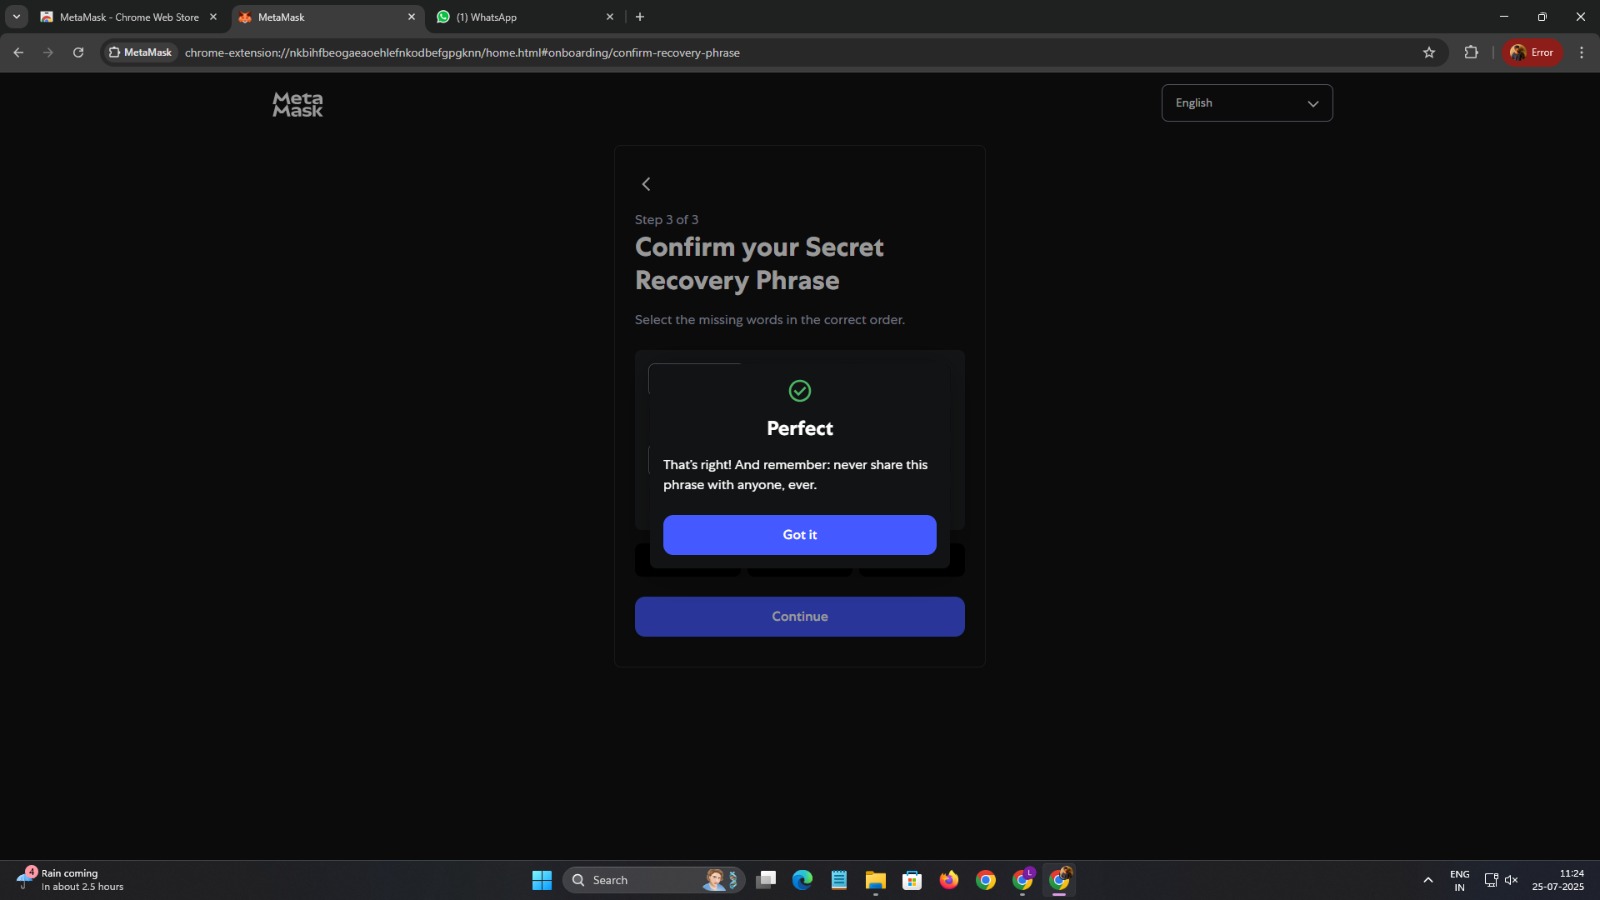 MetaMask - Chrome Web Store
MetaMask
(1) WhatsApp
MetaMask
chrome-extension://nkbihfbeogaeaoehlefnkodbefgpgknn/home.html#onboarding/confirm-recovery-phrase
Error
Meta
Mask
English
Step 3 of 3
Confirm your Secret
Recovery Phrase
Select the missing words in the correct order.
Perfect
That's right! And remember: never share this
phrase with anyone, ever.
Got it
Continue
4
Rain coming
In about 2.5 hours
Search
L
ENG
IN
11:24
25-07-2025